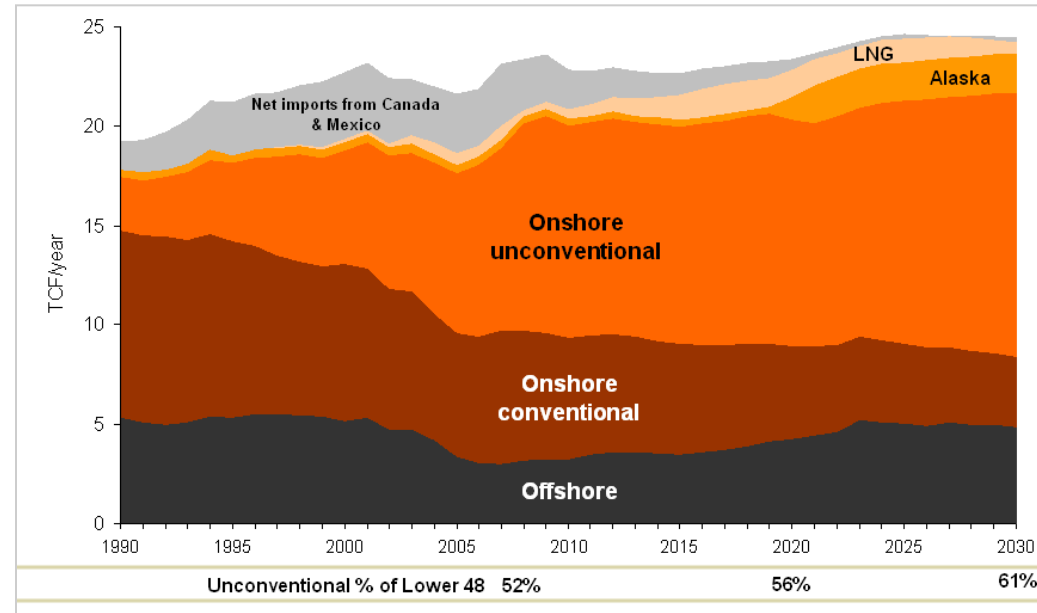 25
LNG
Alaska
Net imports from Canada
& Mexico
20
Onshore
unconventional
15
TCF/year
10
Onshore
conventional
5
Offshore
0
1990 1995 2000 2005 2010 2015 2020 2025 2030
Unconventional % of Lower 48 52% 56% 61%